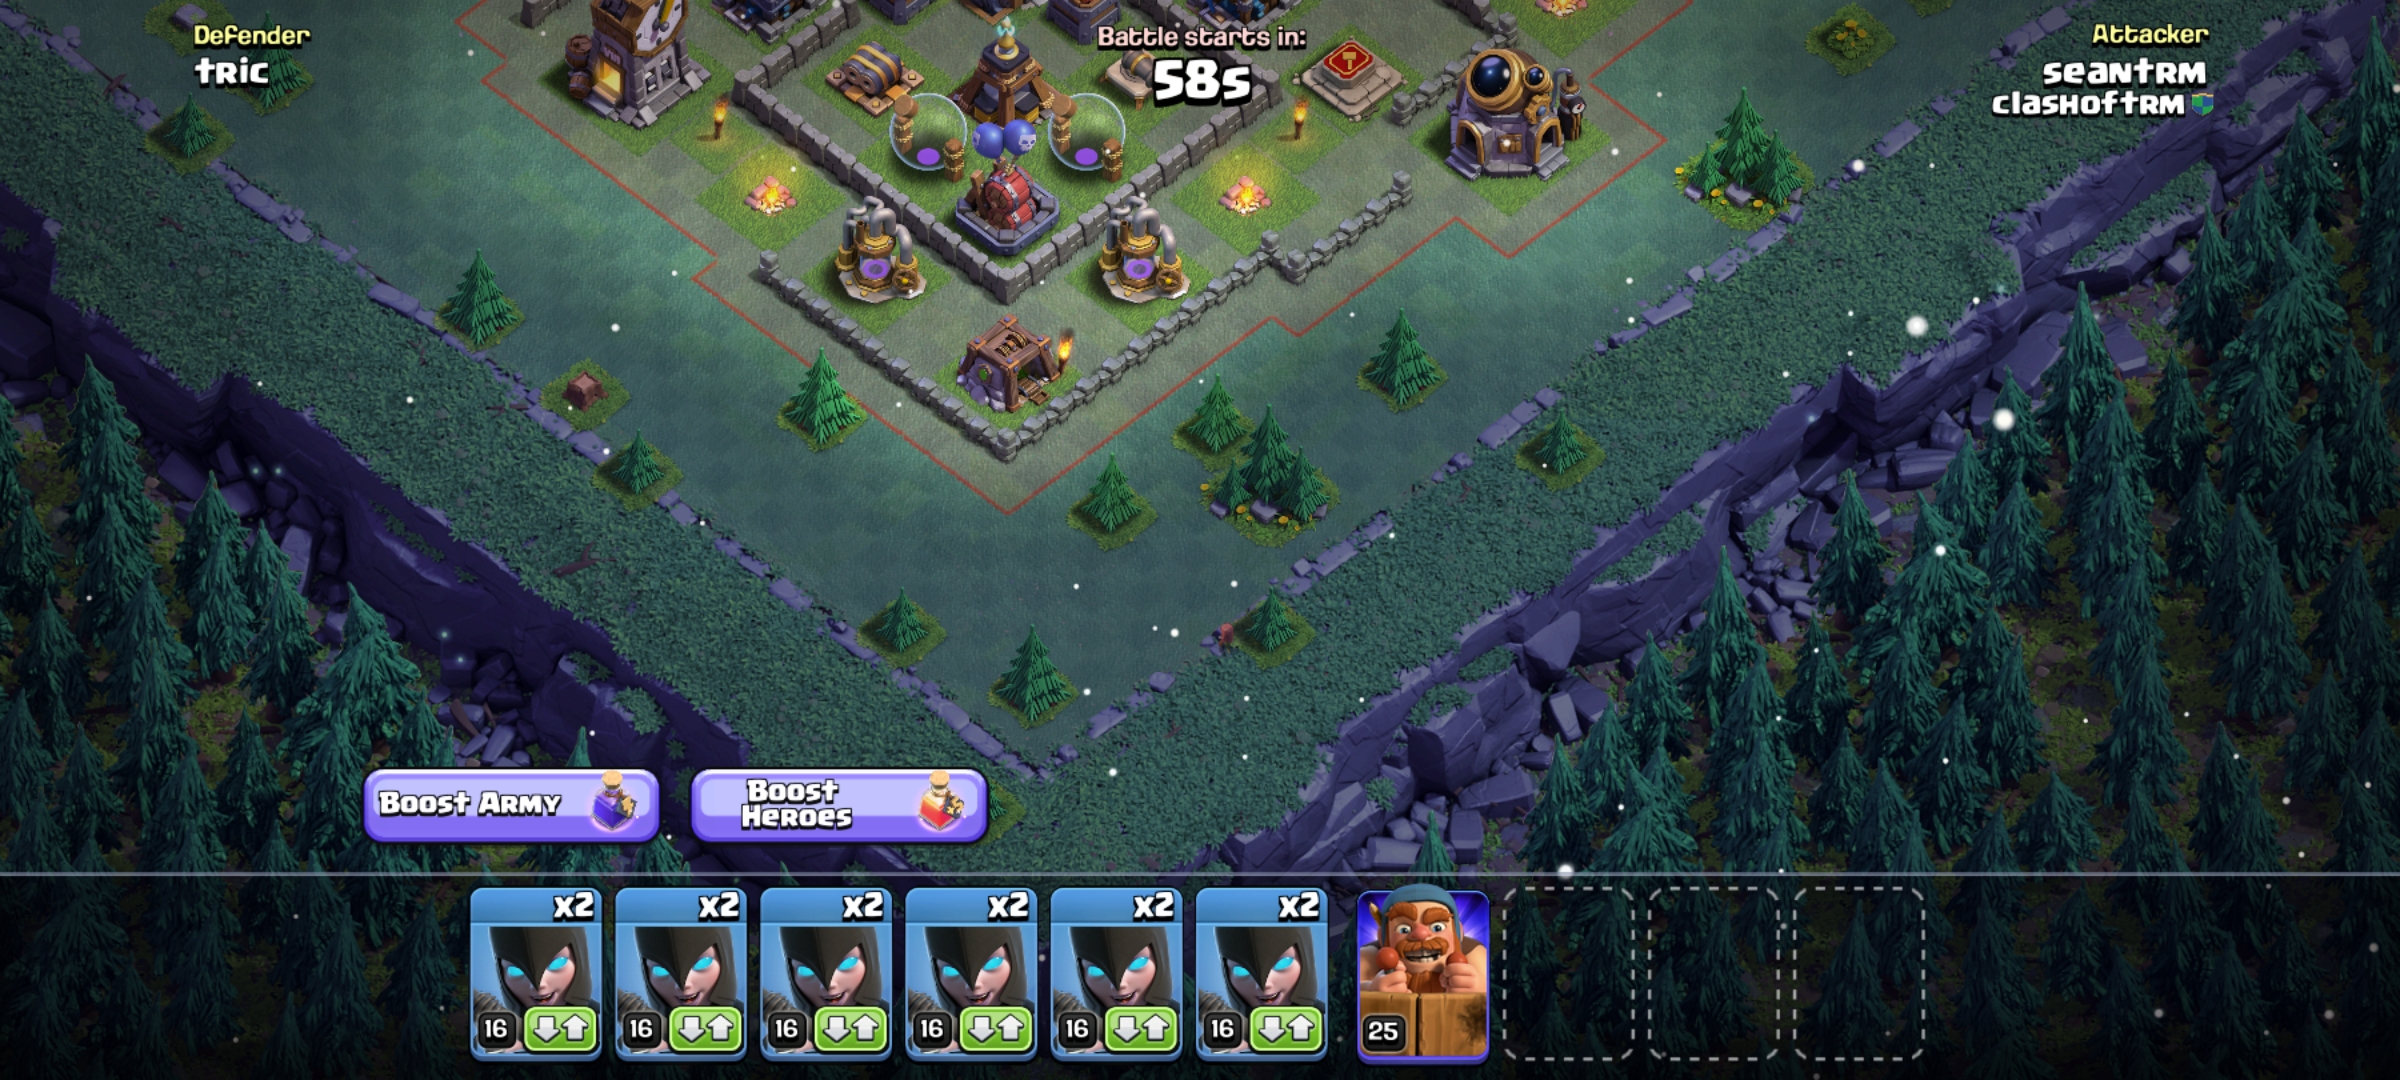 Defender
tRic
Battle starts in:
58s
Attacker
seantRM
clashoftRM
Boost Army
Boost
Heroes
x2
x2
x2
x2
x2
x2
16
16
16
16
16
16
25